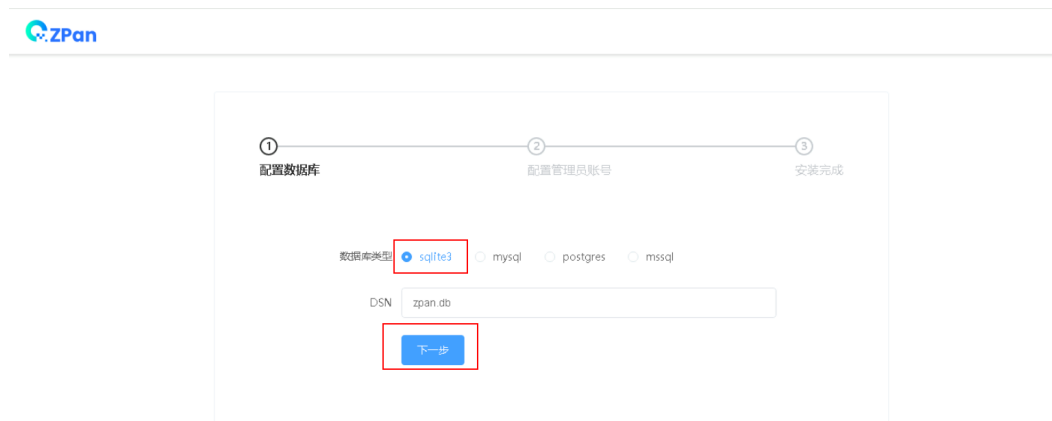 ZPan
1 2 3
配置数据库 配置管理员账号 安装完成
数据库类型 sqlite3 mysql postgres mssql
DSN zpan.db
下一步